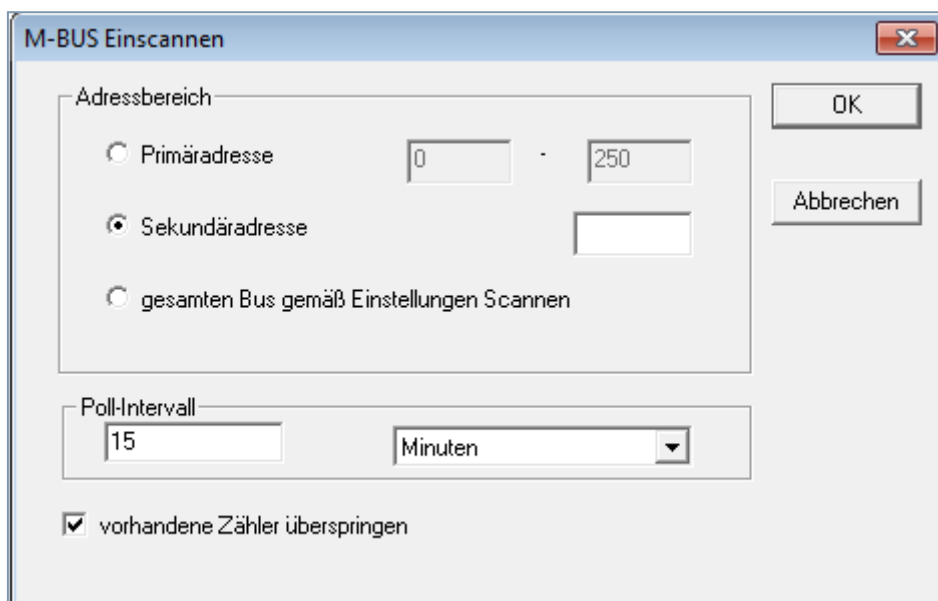 M-BUS Einscannen
Adressbereich
OK
Primäradresse 0 - 250
Abbrechen
Sekundäradresse
gesamten Bus gemäß Einstellungen Scannen
Poll-Intervall
15 Minuten
vorhandene Zähler überspringen